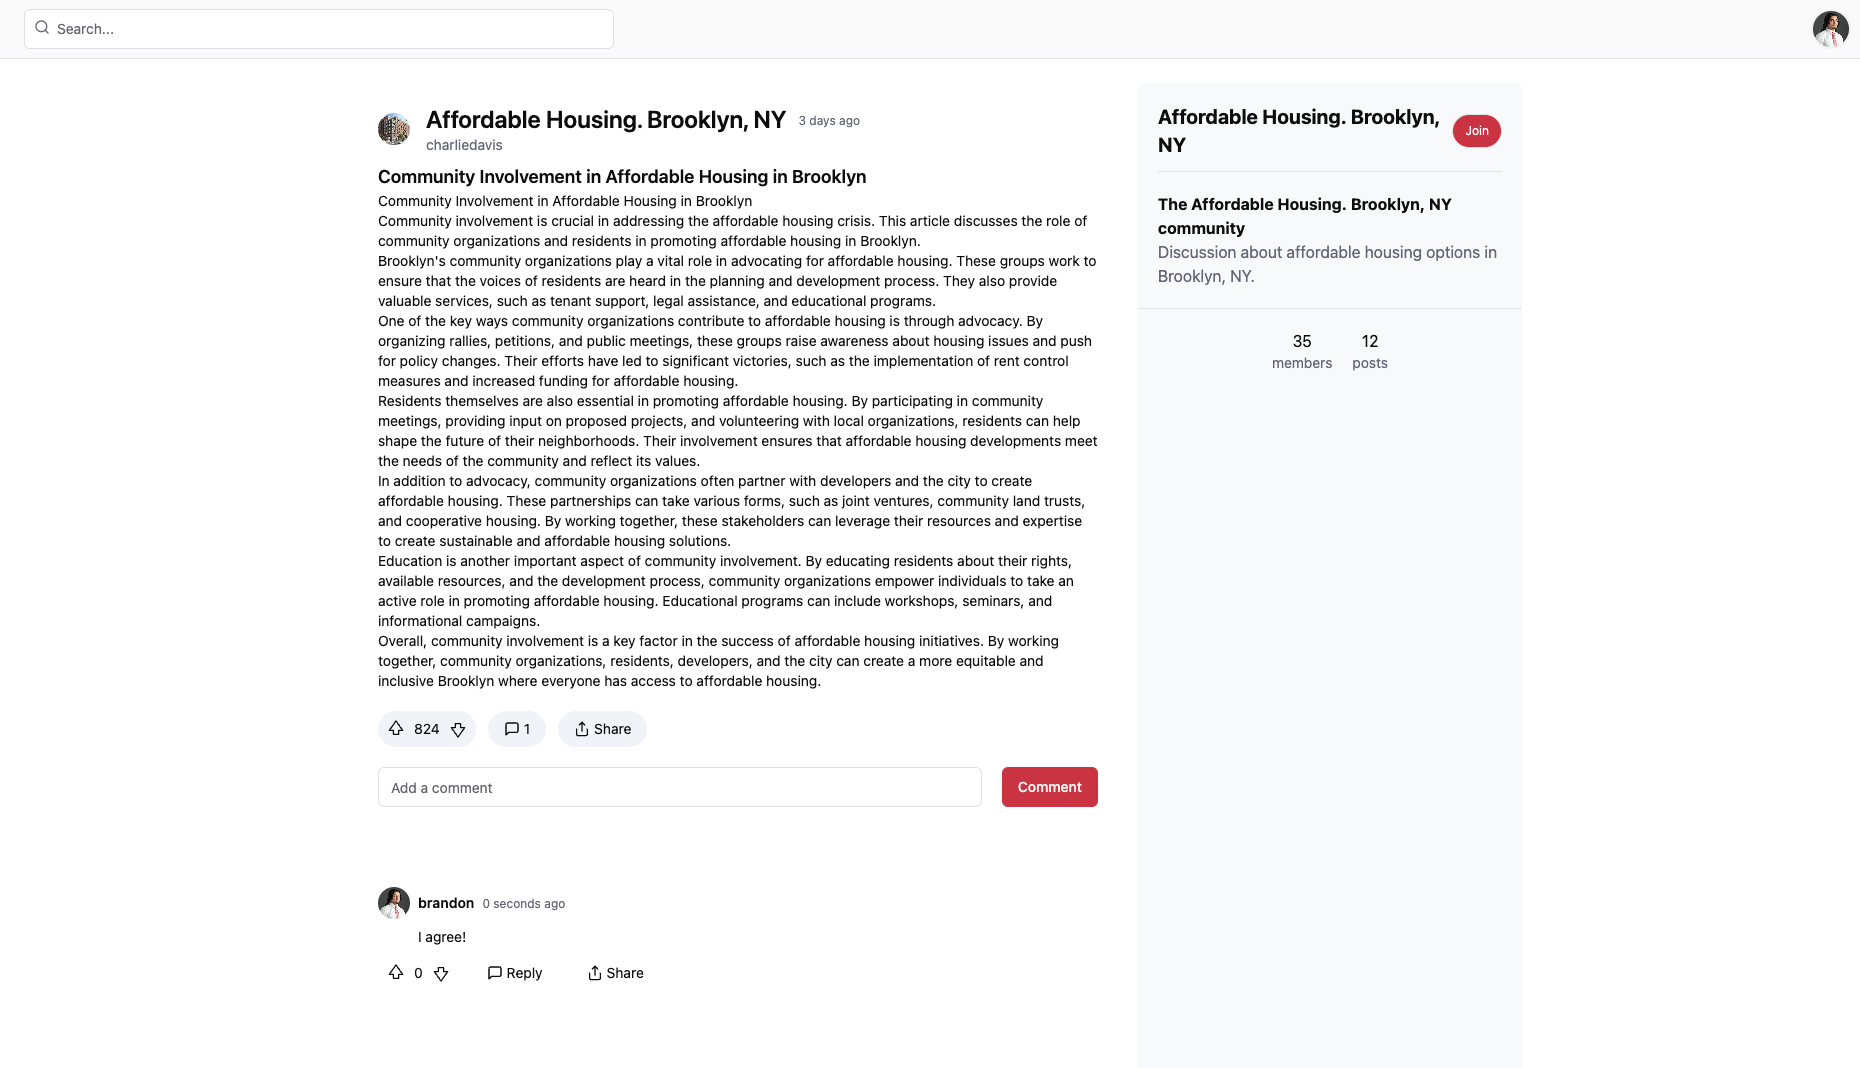 Search...
Affordable Housing. Brooklyn, NY 3 days ago
charliedavis
Community Involvement in Affordable Housing in Brooklyn
Community Involvement in Affordable Housing in Brooklyn
Community involvement is crucial in addressing the affordable housing crisis. This article discusses the role of
community organizations and residents in promoting affordable housing in Brooklyn.
Brooklyn's community organizations play a vital role in advocating for affordable housing. These groups work to
ensure that the voices of residents are heard in the planning and development process. They also provide
valuable services, such as tenant support, legal assistance, and educational programs.
One of the key ways community organizations contribute to affordable housing is through advocacy. By
organizing rallies, petitions, and public meetings, these groups raise awareness about housing issues and push
for policy changes. Their efforts have led to significant victories, such as the implementation of rent control
measures and increased funding for affordable housing.
Residents themselves are also essential in promoting affordable housing. By participating in community
meetings, providing input on proposed projects, and volunteering with local organizations, residents can help
shape the future of their neighborhoods. Their involvement ensures that affordable housing developments meet
the needs of the community and reflect its values.
In addition to advocacy, community organizations often partner with developers and the city to create
affordable housing. These partnerships can take various forms, such as joint ventures, community land trusts,
and cooperative housing. By working together, these stakeholders can leverage their resources and expertise
to create sustainable and affordable housing solutions.
Education is another important aspect of community involvement. By educating residents about their rights,
available resources, and the development process, community organizations empower individuals to take an
active role in promoting affordable housing. Educational programs can include workshops, seminars, and
informational campaigns.
Overall, community involvement is a key factor in the success of affordable housing initiatives. By working
together, community organizations, residents, developers, and the city can create a more equitable and
inclusive Brooklyn where everyone has access to affordable housing.
824 1 Share
Add a comment Comment
brandon 0 seconds ago
I agree!
0 Reply Share
Affordable Housing. Brooklyn,
NY
Join
The Affordable Housing. Brooklyn, NY
community
Discussion about affordable housing options in
Brooklyn, NY.
35 12
members posts